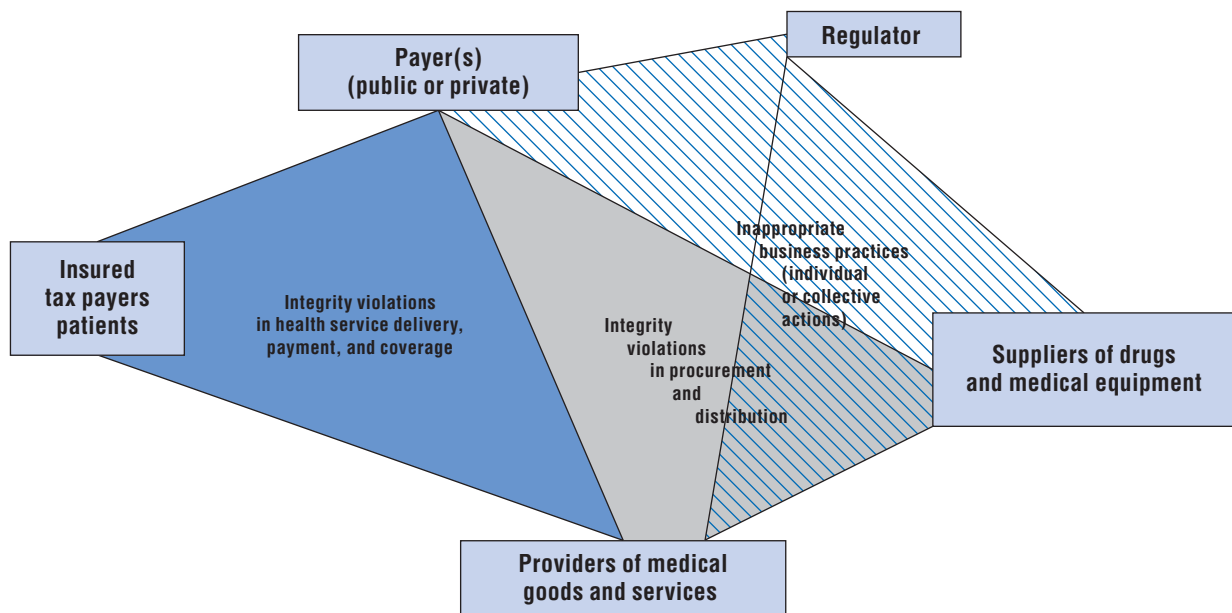 Payer(s)
(public or private)
Regulator
Insured
tax payers
patients
Integrity violations
in health service delivery,
payment, and coverage
Integrity
violations
in procurement
and
distribution
Inappropriate
business practices
(individual
or collective
actions)
Suppliers of drugs
and medical equipment
Providers of medical
goods and services